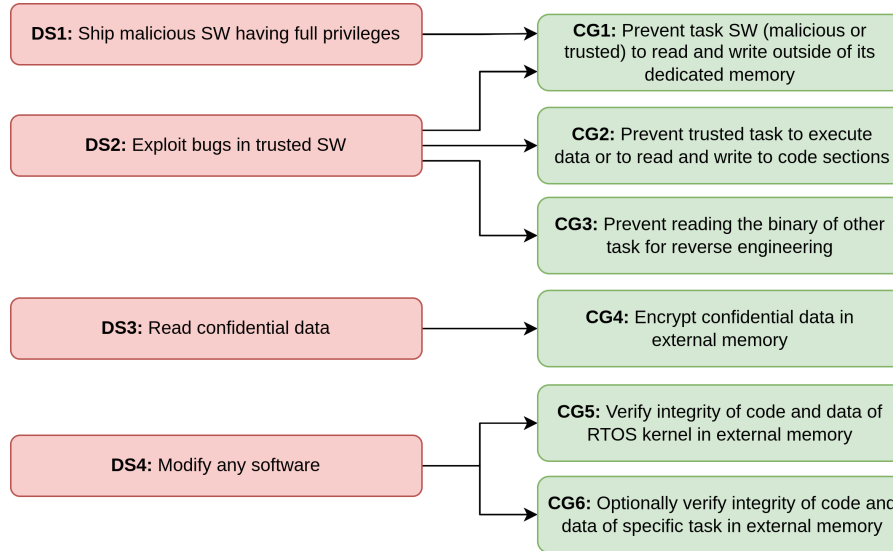 DS1: Ship malicious SW having full privileges
CG1: Prevent task SW (malicious or
trusted) to read and write outside of its
dedicated memory
DS2: Exploit bugs in trusted SW
CG2: Prevent trusted task to execute
data or to read and write to code sections
CG3: Prevent reading the binary of other
task for reverse engineering
DS3: Read confidential data
CG4: Encrypt confidential data in
external memory
DS4: Modify any software
CG5: Verify integrity of code and data of
RTOS kernel in external memory
CG6: Optionally verify integrity of code and
data of specific task in external memory